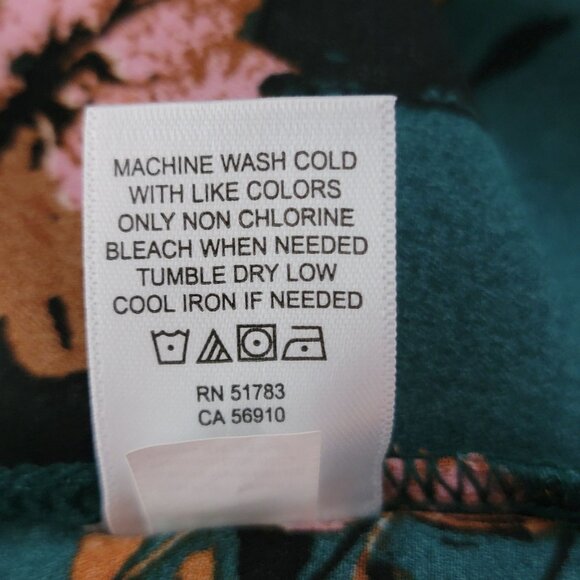 MACHINE WASH COLD
WITH LIKE COLORS
ONLY NON CHLORINE
BLEACH WHEN NEEDED
TUMBLE DRY LOW
COOL IRON IF NEEDED
RN 51783
CA 56910